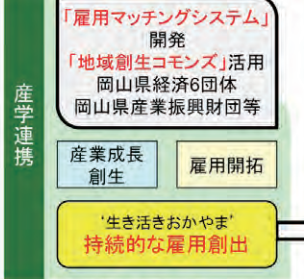 産学連携
「雇用マッチングシステム」
開発
「地域創生コモンズ」活用
岡山県経済6団体
岡山県産業振興財団等
産業成長
創生
雇用開拓
‘生き活きおかやま’
持続的な雇用創出